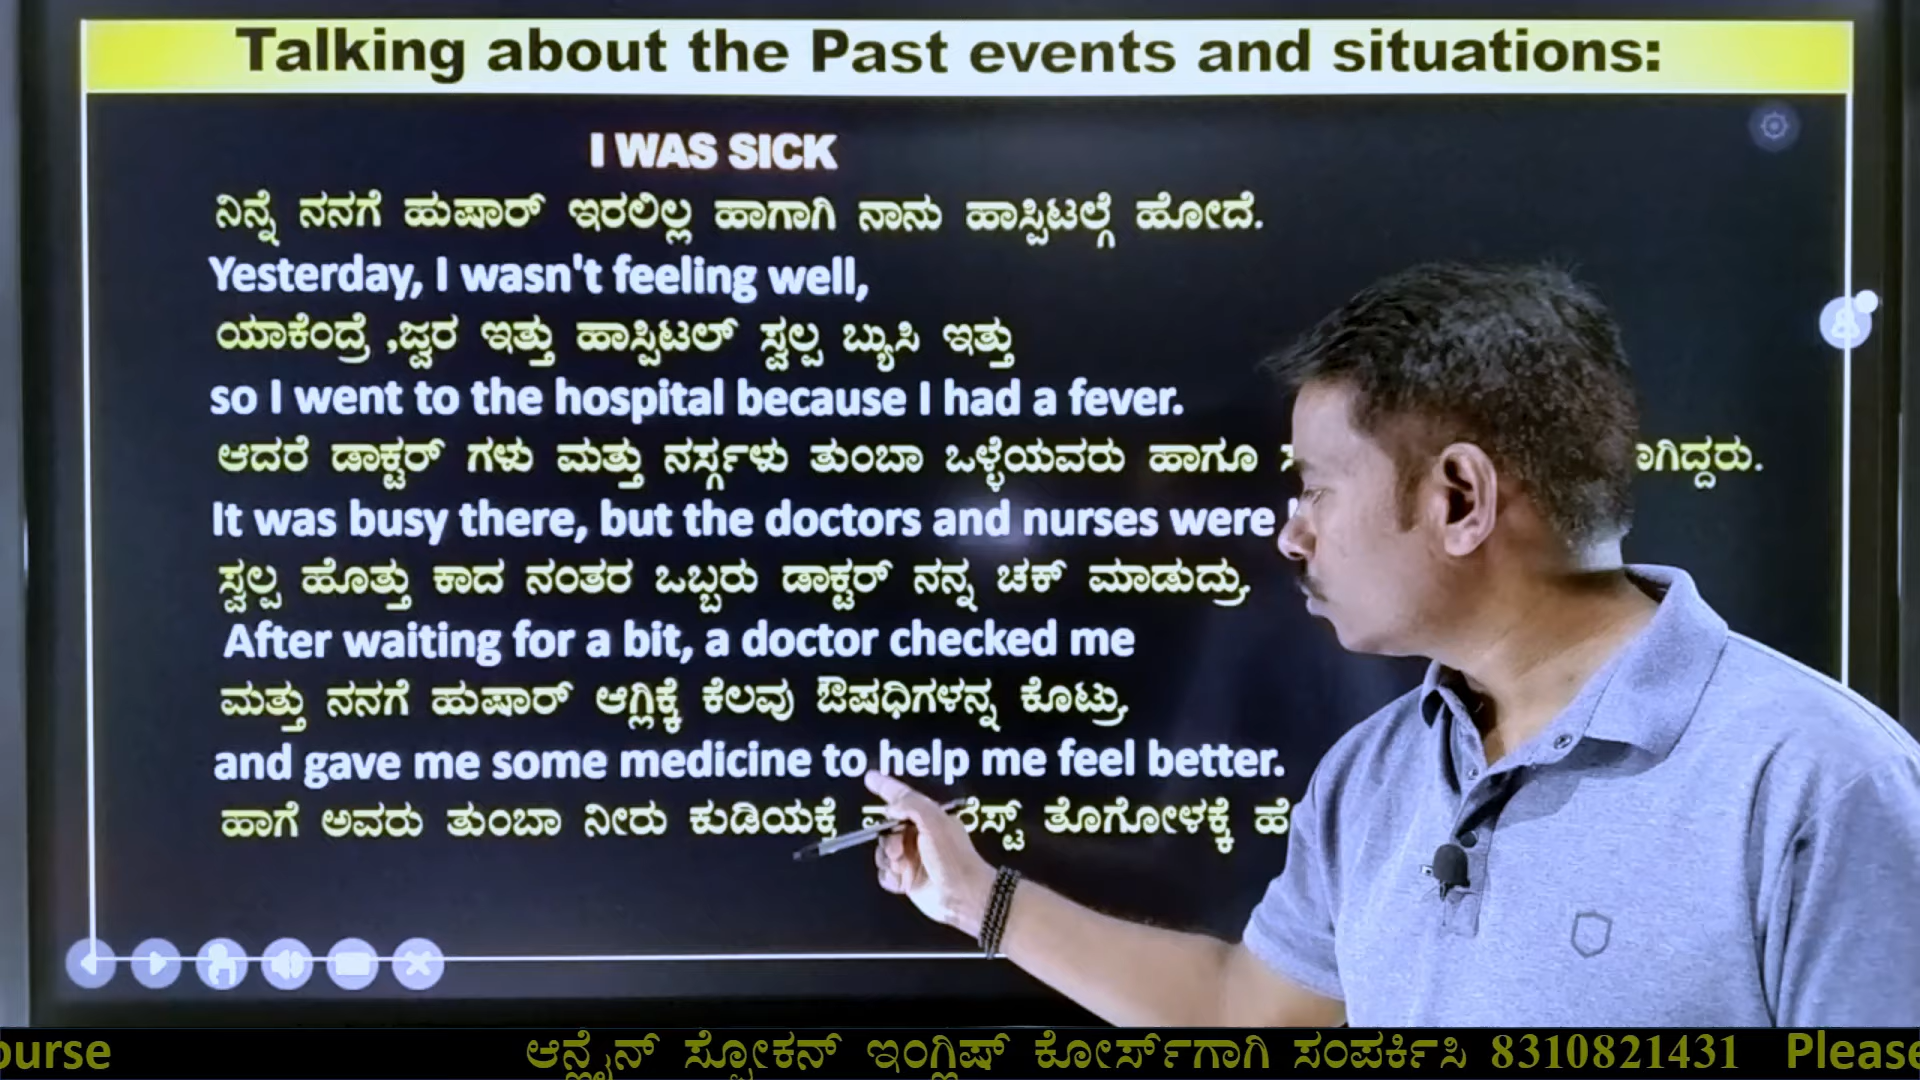 Talking about the Past events and situations:
I WAS SICK
ನಿನ್ನೆ ನನಗೆ ಹುಷಾರ್ ಇರಲಿಲ್ಲ ಹಾಗಾಗಿ ನಾನು ಹಾಸ್ಪಿಟಲ್ಗೆ ಹೋದೆ.
Yesterday, I wasn't feeling well,
ಯಾಕೆಂದ್ರೆ ,ಜ್ವರ ಇತ್ತು ಹಾಸ್ಪಿಟಲ್ ಸ್ವಲ್ಪ ಬ್ಯುಸಿ ಇತ್ತು
so I went to the hospital because I had a fever.
ಆದರೆ ಡಾಕ್ಟರ್ ಗಳು ಮತ್ತು ನರ್ಸ್ಗಳು ತುಂಬಾ ಒಳ್ಳೆಯವರು ಹಾಗೂ
It was busy there, but the doctors and nurses were
ಸ್ವಲ್ಪ ಹೊತ್ತು ಕಾದ ನಂತರ ಒಬ್ಬರು ಡಾಕ್ಟರ್ ನನ್ನ ಚಕ್ ಮಾಡುದ್ರು
After waiting for a bit, a doctor checked me
ಮತ್ತು ನನಗೆ ಹುಷಾರ್ ಆಗ್ಲಿಕ್ಕೆ ಕೆಲವು ಔಷಧಿಗಳನ್ನ ಕೊಟ್ರು
and gave me some medicine to help me feel better.
ಹಾಗೆ ಅವರು ತುಂಬಾ ನೀರು ಕುಡಿಯಕ್ಕೆ ರೆಸ್ಟ್ ತೊಗೋಳಕ್ಕೆ
ಆನ್ಲೈನ್ ಸ್ಪೋಕನ್ ಇಂಗ್ಲಿಷ್ ಕೋರ್ಸ್‌ಗಾಗಿ ಸಂಪರ್ಕಿಸಿ 8310821431 Please